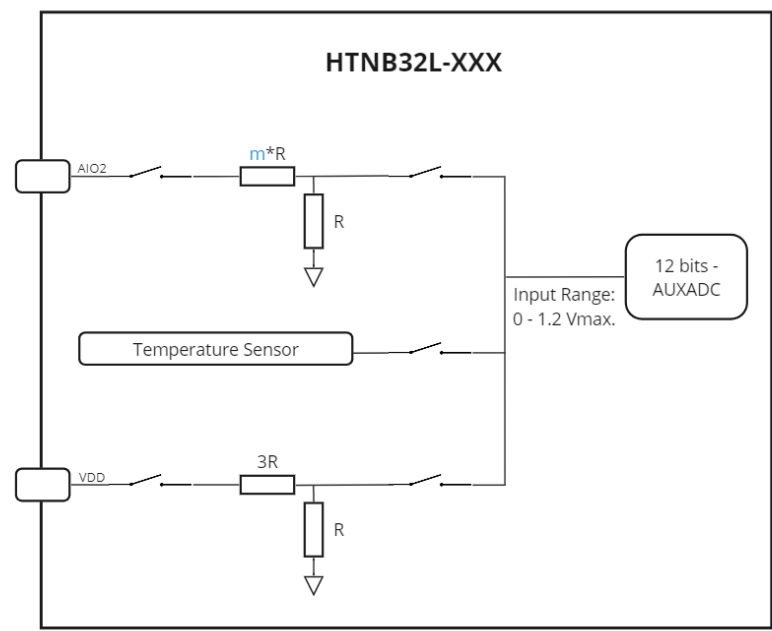 HTNB32L-XXX
AIO2
m*R
R
12 bits -
AUXADC
Input Range:
0 - 1.2 Vmax.
Temperature Sensor
VDD
3R
R